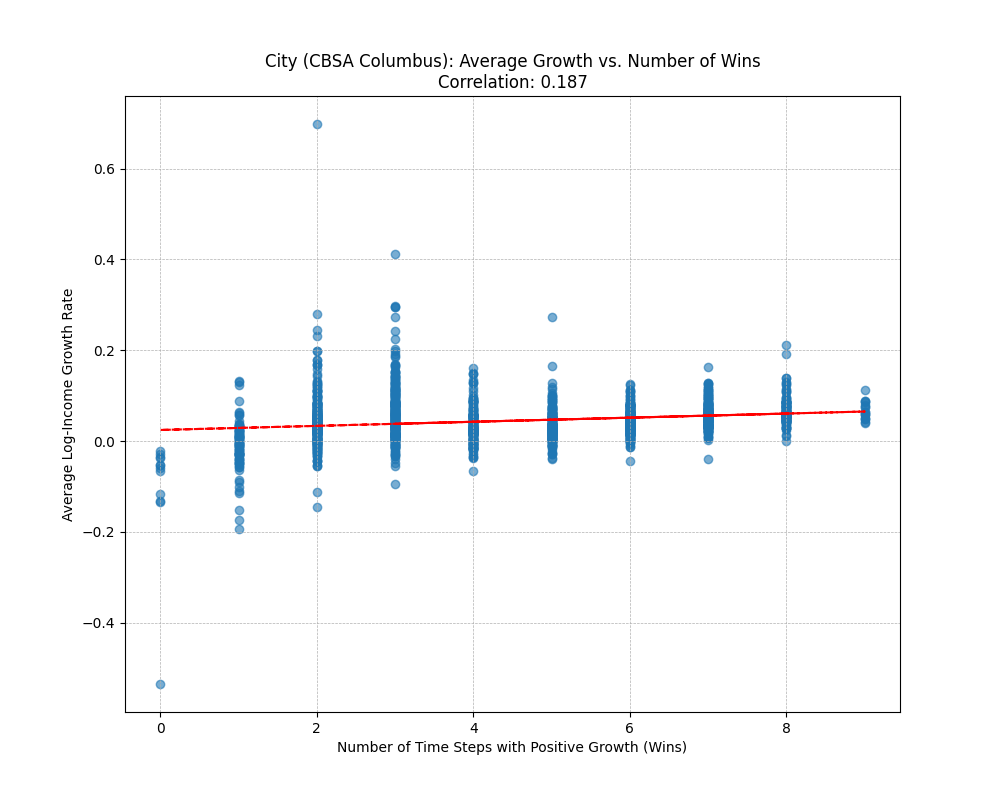 City (CBSA Columbus): Average Growth vs. Number of Wins
Correlation: 0.187
Average Log-Income Growth Rate
0.6
0.4
0.2
0.0
−0.2
−0.4
0 2 4 6 8
Number of Time Steps with Positive Growth (Wins)